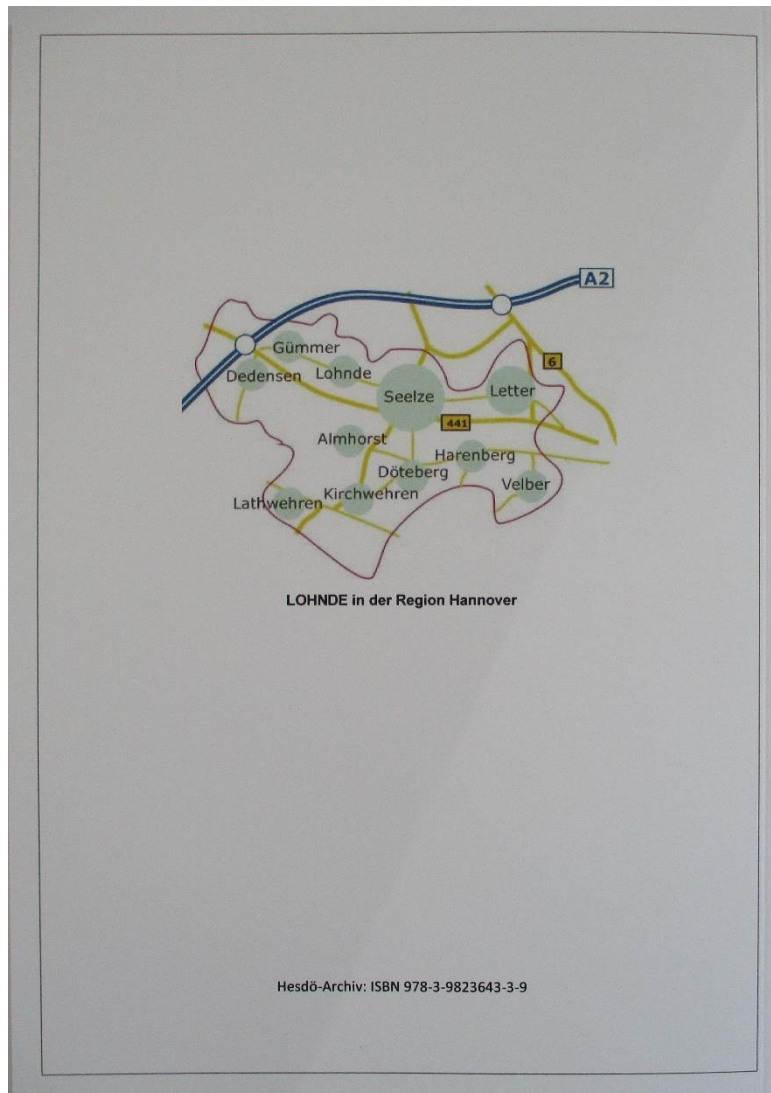 A2
Gümmer
6
Dedensen
Lohnde
Seelze
Letter
441
Almhorst
Harenberg
Döteberg
Velber
Kirchwehren
Lathwehren
LOHNDE in der Region Hannover
Hesdö-Archiv: ISBN 978-3-9823643-3-9